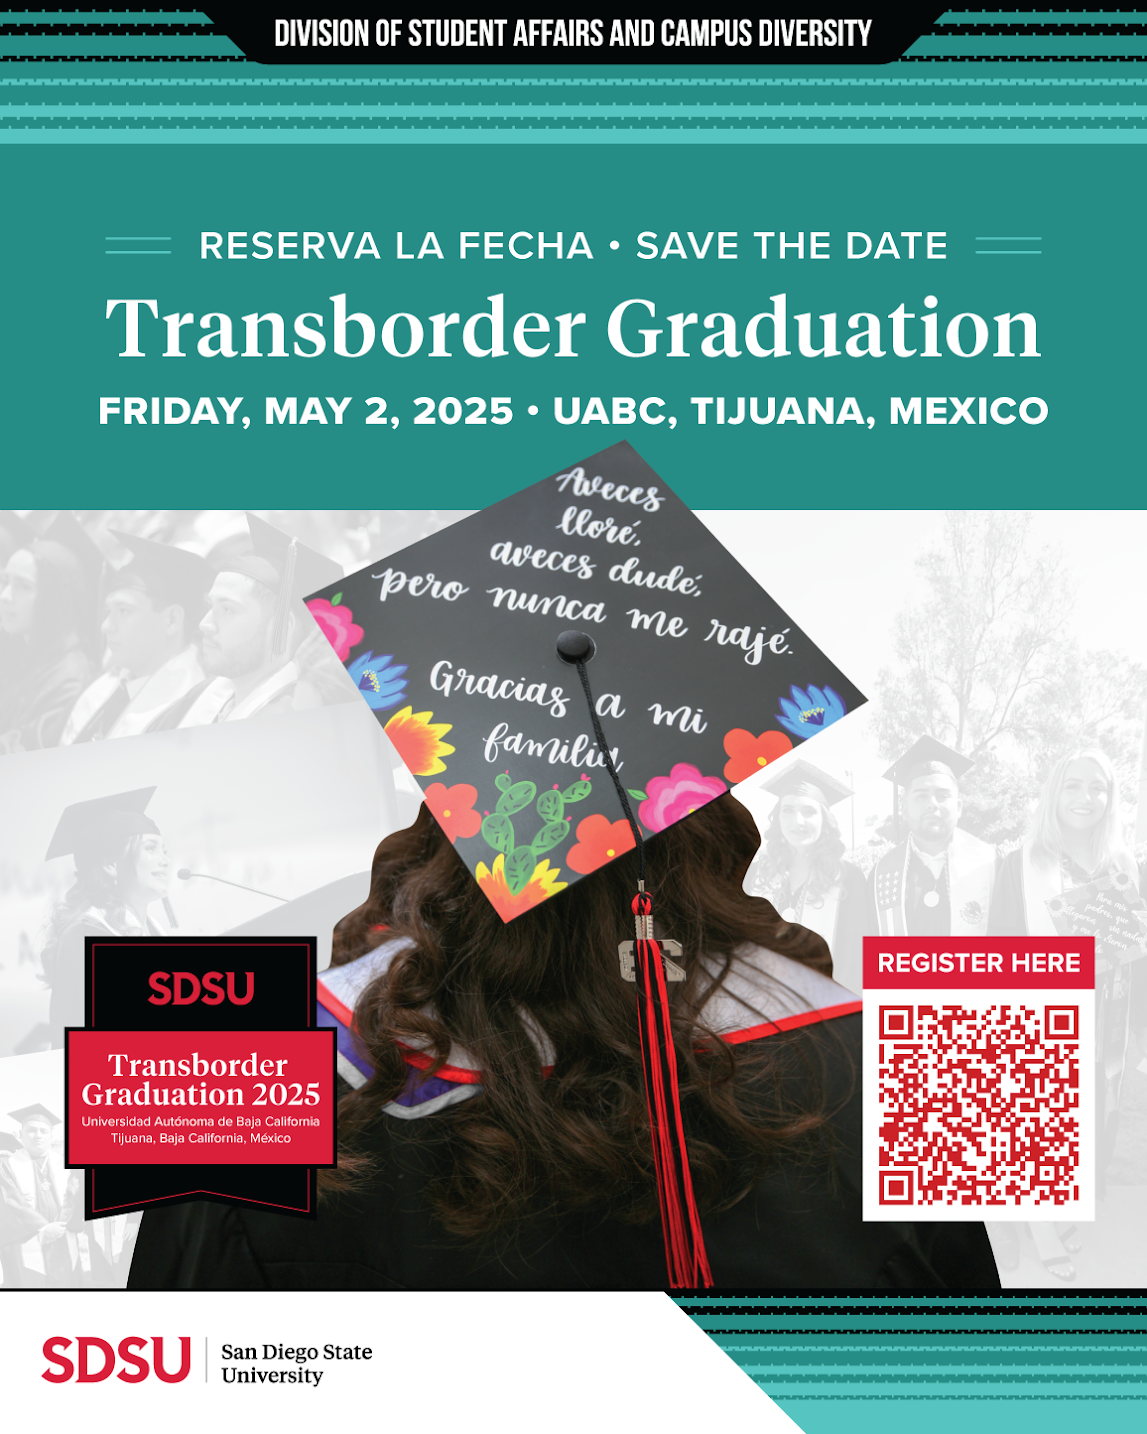 DIVISION OF STUDENT AFFAIRS AND CAMPUS DIVERSITY
RESERVA LA FECHA • SAVE THE DATE
Transborder Graduation
FRIDAY, MAY 2, 2025 • UABC, TIJUANA, MEXICO
Aveces
lloré,
aveces dudé,
pero nunca me rajé.
Gracias a mi
familia
SDSU
Transborder
Graduation 2025
Universidad Autónoma de Baja California
Tijuana, Baja California, México
REGISTER HERE
SDSU
San Diego State
University